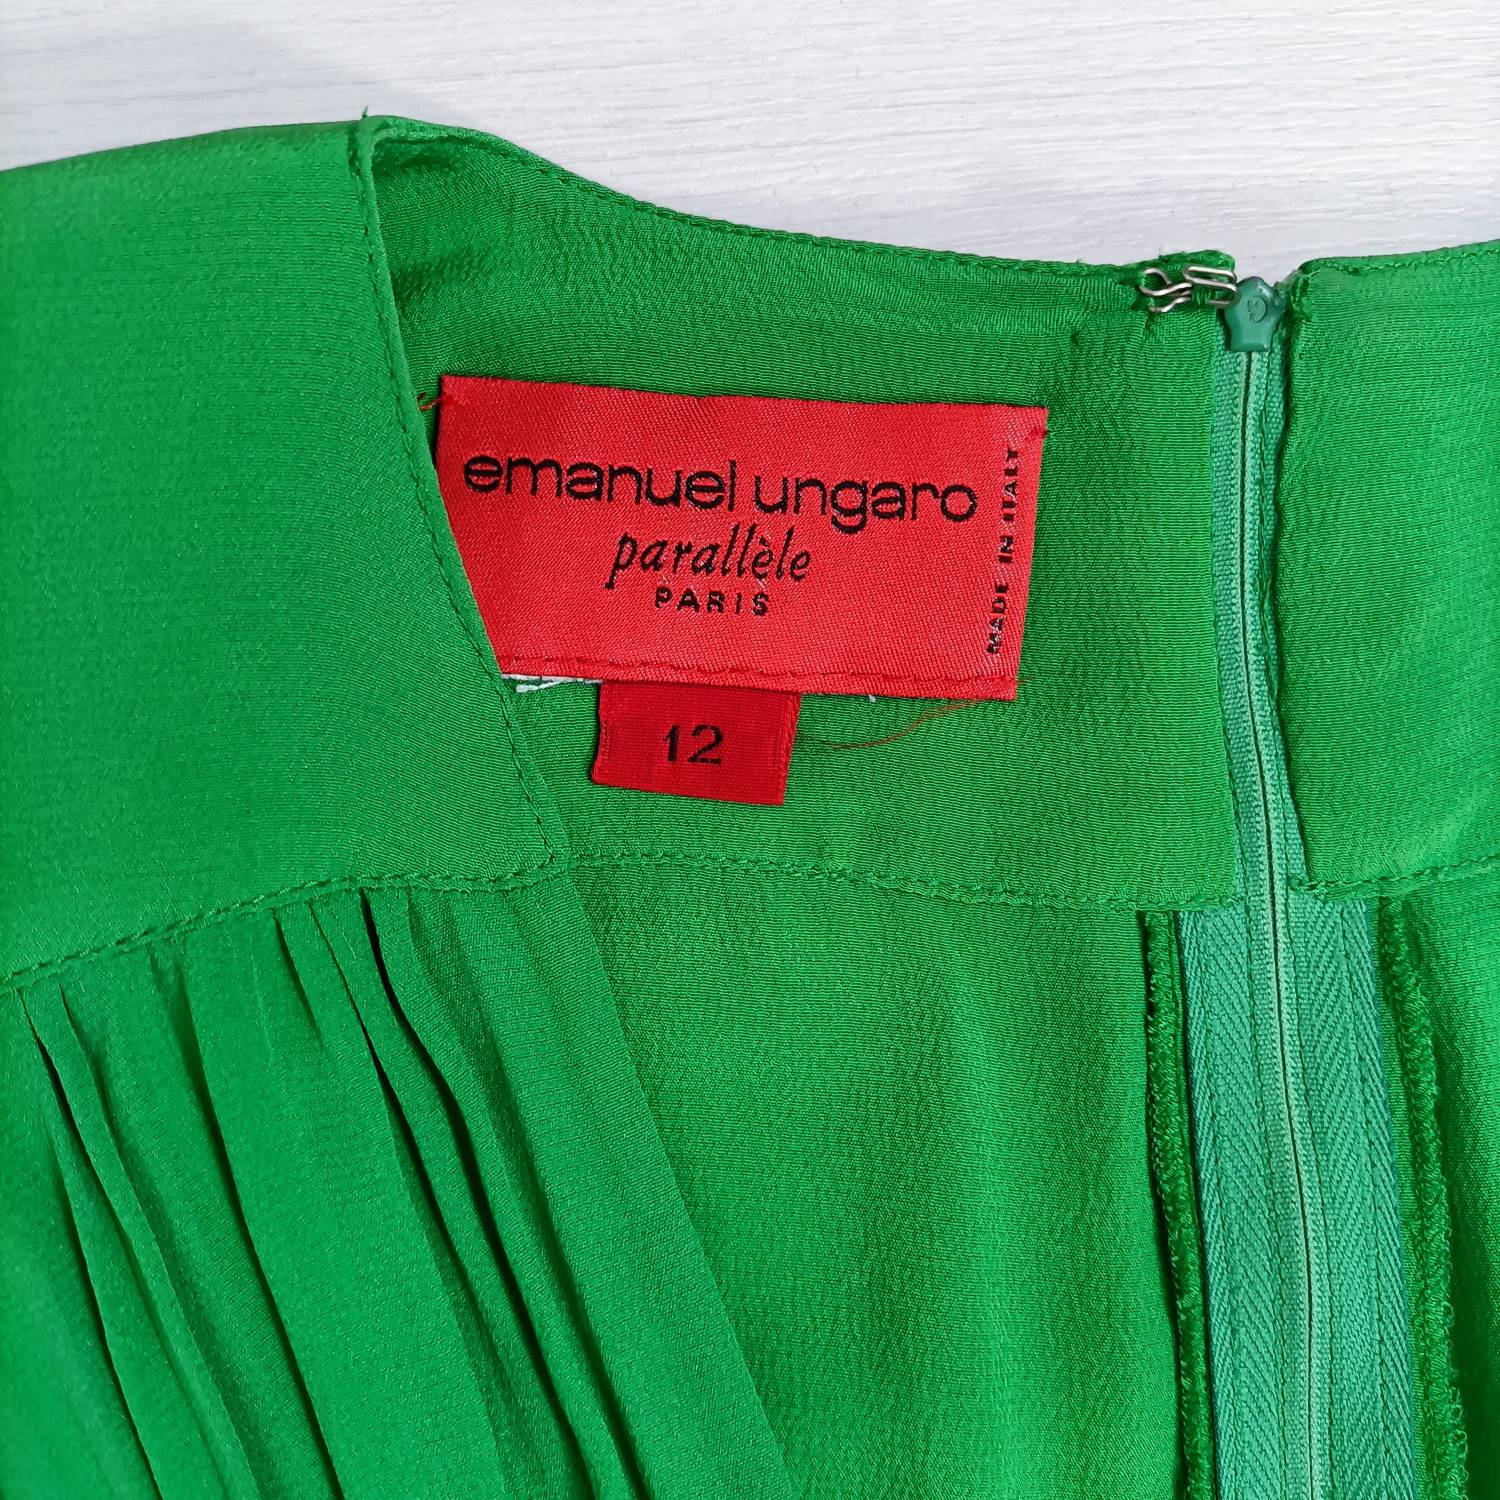 emanuel ungaro
parallèle
PARIS
MADE IN ITALY
12